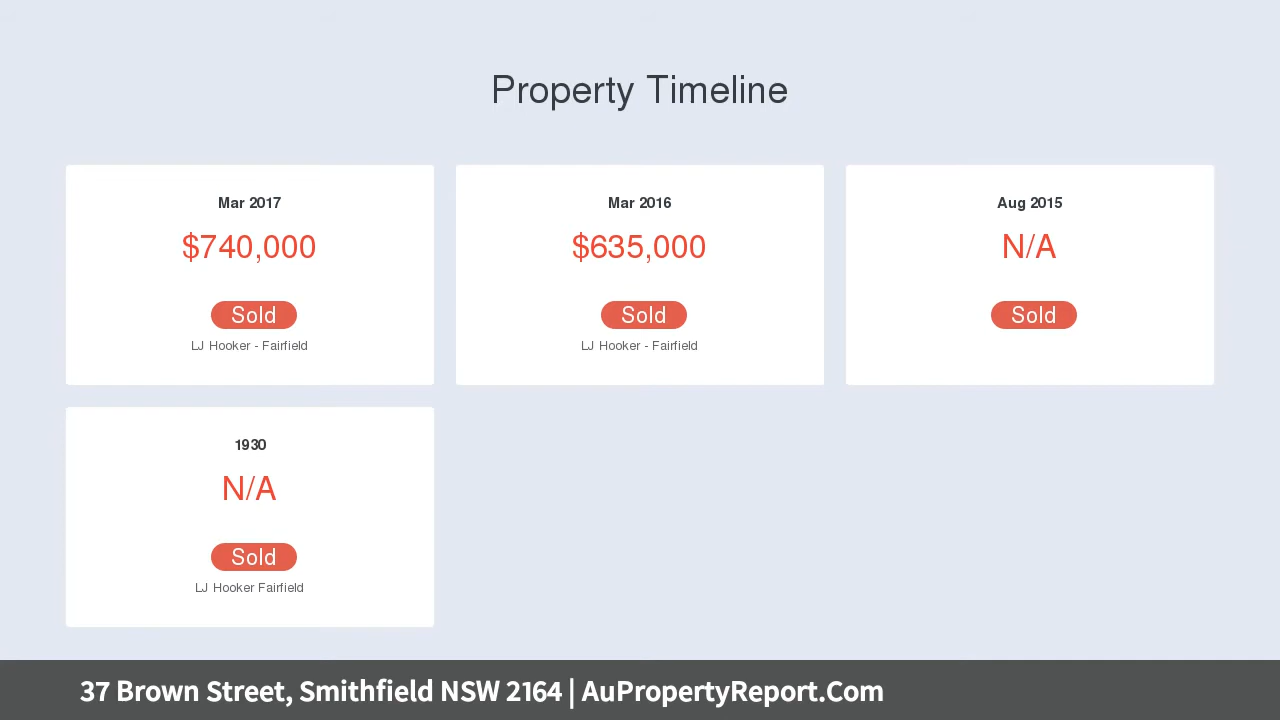 Property Timeline
Mar 2017
$740,000
Sold
LJ Hooker - Fairfield
Mar 2016
$635,000
Sold
LJ Hooker - Fairfield
Aug 2015
N/A
Sold
1930
N/A
Sold
LJ Hooker Fairfield
37 Brown Street, Smithfield NSW 2164 | AuPropertyReport.Com